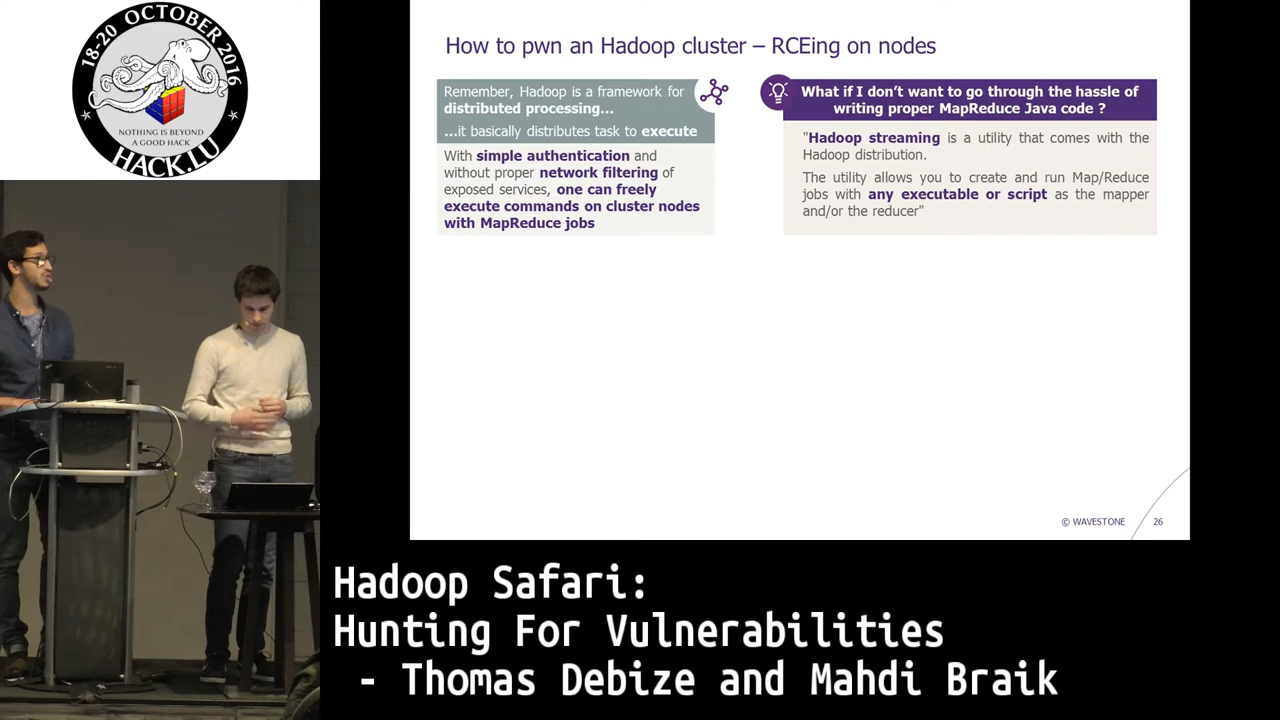 18-20 OCTOBER 2016
NOTHING IS BEYOND
A GOOD HACK
HACK.LU
How to pwn an Hadoop cluster – RCEing on nodes
Remember, Hadoop is a framework for
distributed processing...
...it basically distributes task to execute
With simple authentication and
without proper network filtering of
exposed services, one can freely
execute commands on cluster nodes
with MapReduce jobs
What if I don't want to go through the hassle of
writing proper MapReduce Java code ?
"Hadoop streaming is a utility that comes with the
Hadoop distribution.
The utility allows you to create and run Map/Reduce
jobs with any executable or script as the mapper
and/or the reducer"
© WAVESTONE 26
Hadoop Safari:
Hunting For Vulnerabilities
- Thomas Debize and Mahdi Braik